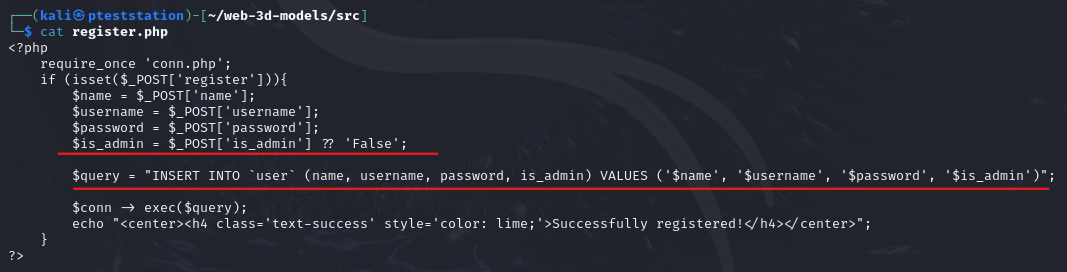 ┌──(kali㉿pteststation)-[~/web-3d-models/src]
└─$ cat register.php
<?php
    require_once 'conn.php';
    if (isset($_POST['register'])){
        $name = $_POST['name'];
        $username = $_POST['username'];
        $password = $_POST['password'];
        $is_admin = $_POST['is_admin'] ?? 'False';
        $query = "INSERT INTO `user` (name, username, password, is_admin) VALUES ('$name', '$username', '$password', '$is_admin')";
        $conn -> exec($query);
        echo "<center><h4 class='text-success' style='color: lime;'>Successfully registered!</h4></center>";
    }
?>